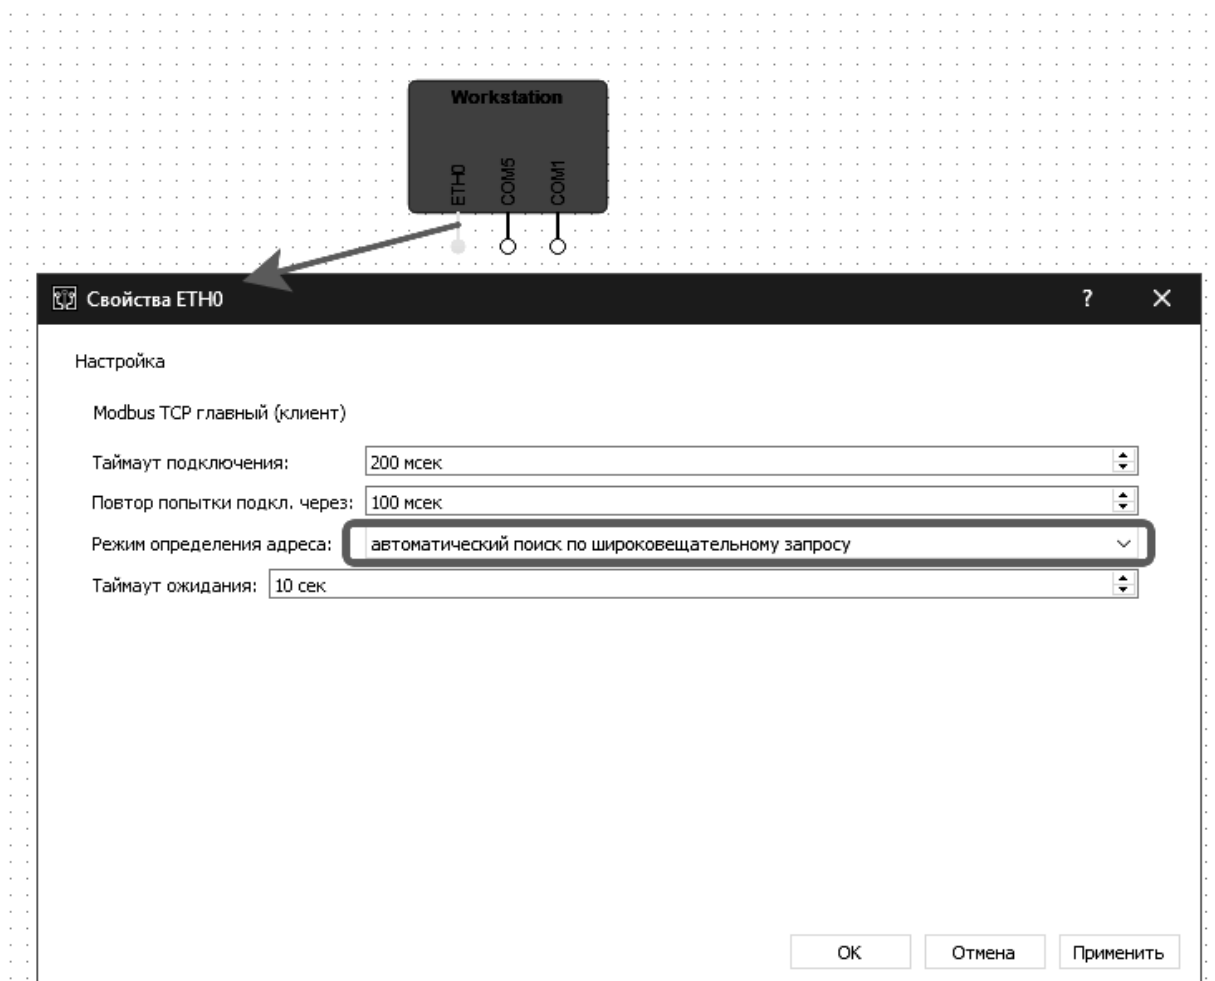 Workstation
ETH0
COM5
COM1
Свойства ETH0
?
Настройка
Modbus TCP главный (клиент)
Таймаут подключения: 200 мсек
Повтор попытки подкл. через: 100 мсек
Режим определения адреса: автоматический поиск по широковещательному запросу
Таймаут ожидания: 10 сек
OK Отмена Применить